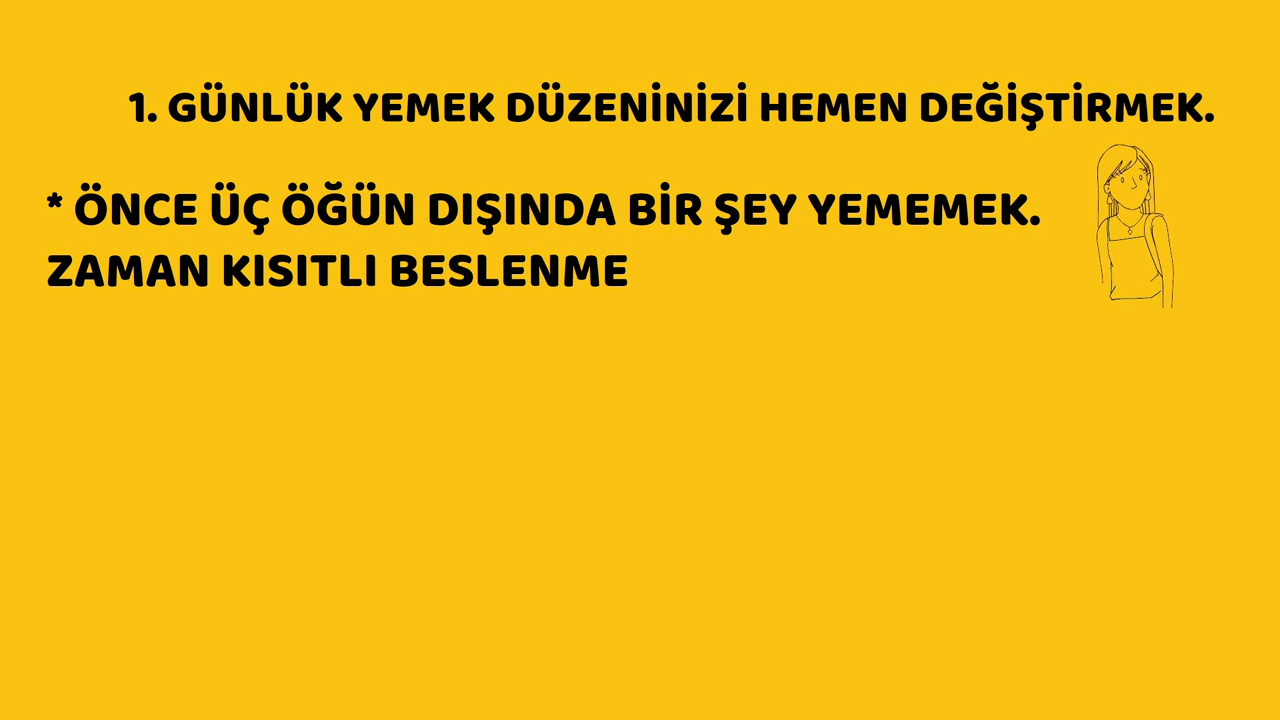 1. GÜNLÜK YEMEK DÜZENİNİZİ HEMEN DEĞİŞTİRMEK.
* ÖNCE ÜÇ ÖĞÜN DIŞINDA BİR ŞEY YEMEMEK.
ZAMAN KISITLI BESLENME